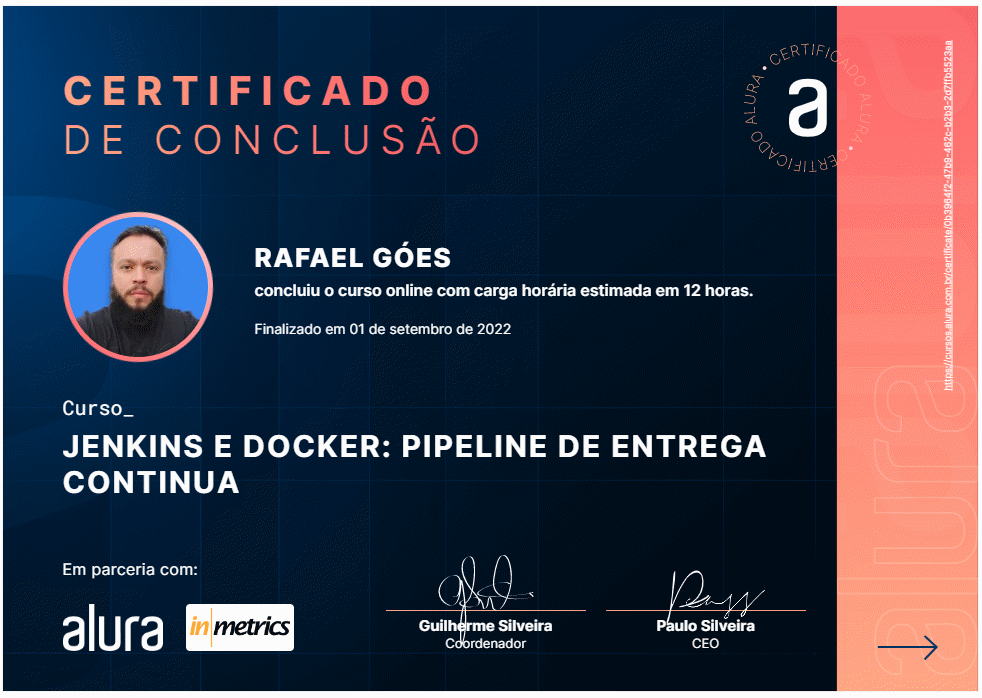 CERTIFICADO
DE CONCLUSÃO
CERTIFICADO ALURA • CERTIFICADO ALURA •
a
RAFAEL GÓES
concluiu o curso online com carga horária estimada em 12 horas.
Finalizado em 01 de setembro de 2022
Curso_
JENKINS E DOCKER: PIPELINE DE ENTREGA
CONTINUA
Em parceria com:
alura
inmetrics
Guilherme Silveira
Coordenador
Paulo Silveira
CEO
https://cursos.alura.com.br/certificate/0b3964f2-47b9-462c-b2b3-2d7ffb5523aa
alura